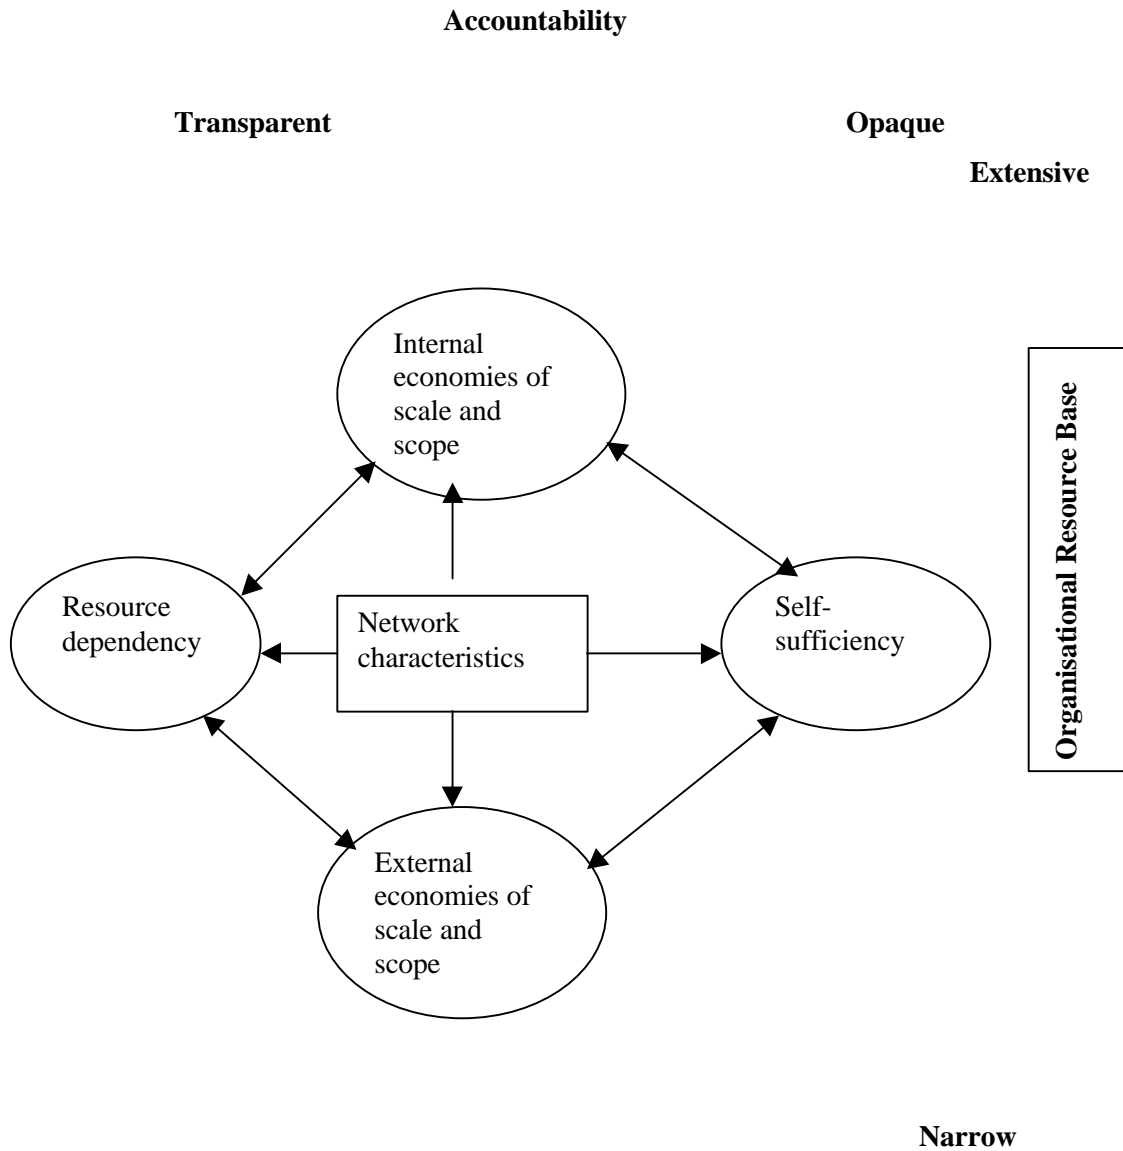 Accountability
Transparent
Opaque
Extensive
Internal
economies of
scale and
scope
Organisational Resource Base
Resource
dependency
Network
characteristics
Self-
sufficiency
External
economies of
scale and
scope
Narrow